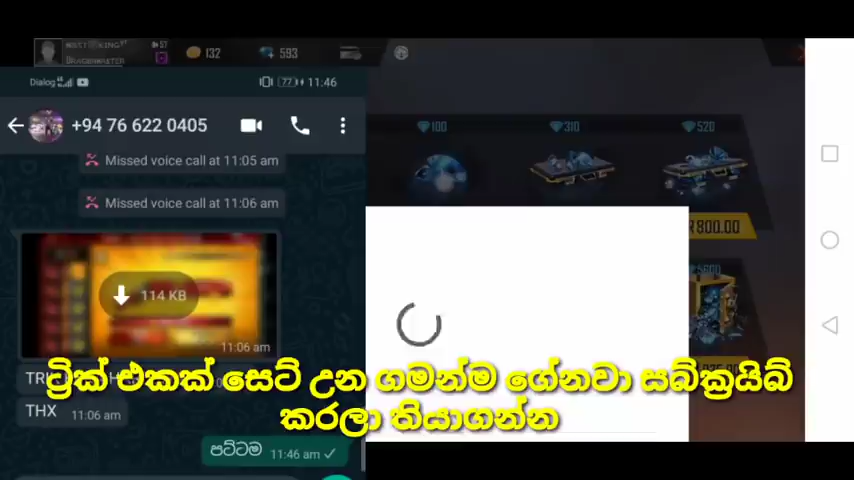 132
593
Dialog
77
11:46
+94 76 622 0405
Missed voice call at 11:05 am
Missed voice call at 11:06 am
114 KB
11:06 am
THX 11:06 am
පට්ටම 11:46 am
100
310
520
800.00
5600
ට්‍රික් එකක් සෙට් උන ගමන්ම ගේනවා සබ්ක්‍රයිබ්
කරලා තියාගන්න